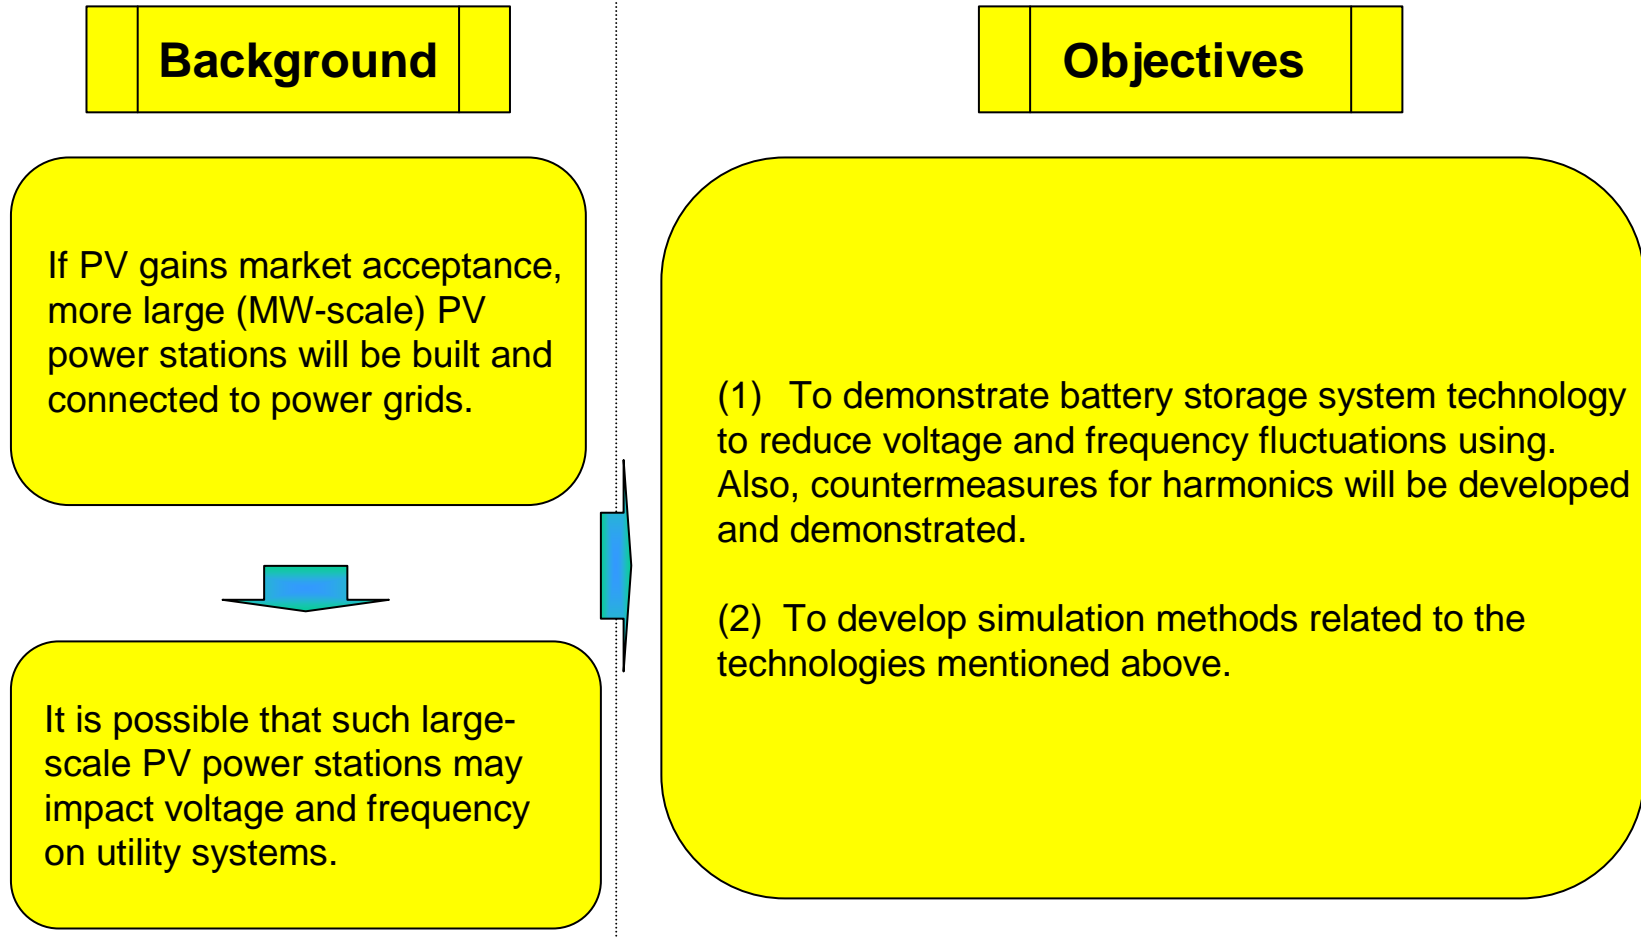 Background
If PV gains market acceptance,
more large (MW-scale) PV
power stations will be built and
connected to power grids.
It is possible that such large-
scale PV power stations may
impact voltage and frequency
on utility systems.
Objectives
(1) To demonstrate battery storage system technology
to reduce voltage and frequency fluctuations using.
Also, countermeasures for harmonics will be developed
and demonstrated.
(2) To develop simulation methods related to the
technologies mentioned above.